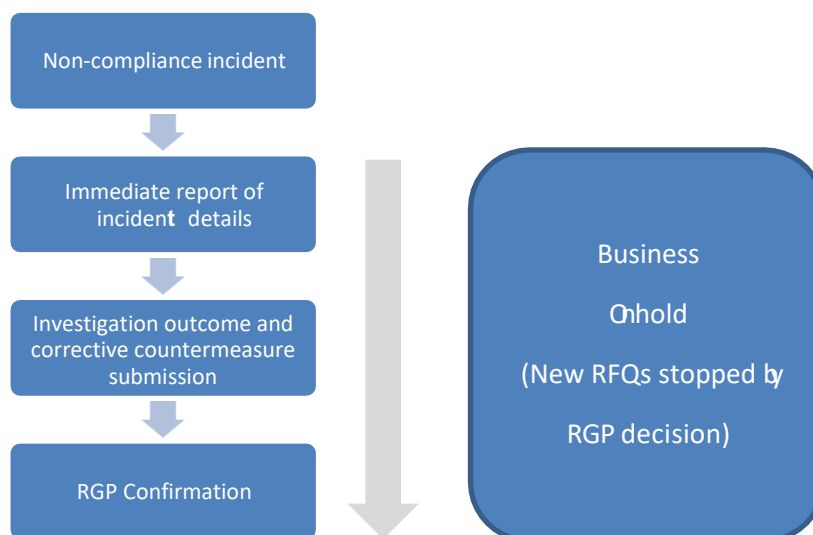 Non-compliance incident
Immediate report of
incident details
Investigation outcome and
corrective countermeasure
submission
RGP Confirmation
Business
Onhold
(New RFQs stopped by
RGP decision)